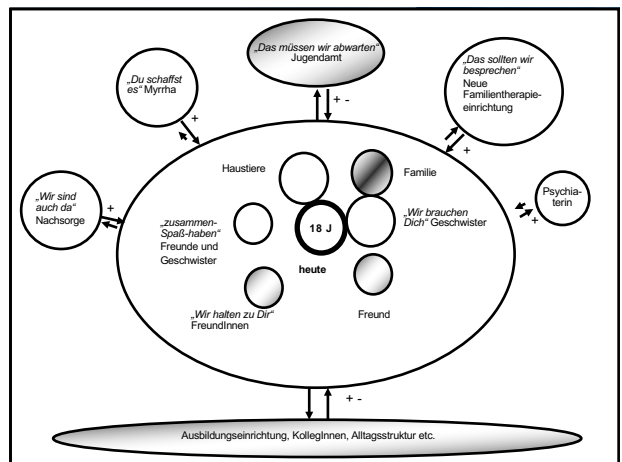 „Das müssen wir abwarten"
Jugendamt
+ -
„Du schaffst
es" Myrrha
+
„Das sollten wir
besprechen"
Neue
Familientherapie-
einrichtung
+
„Wir sind
auch da"
Nachsorge
+
Psychia-
terin
+
Haustiere
Familie
„zusammen-
Spaß-haben"
Freunde und
Geschwister
18 J
heute
„Wir brauchen
Dich" Geschwister
„Wir halten zu Dir"
FreundInnen
Freund
+ -
Ausbildungseinrichtung, KollegInnen, Alltagsstruktur etc.